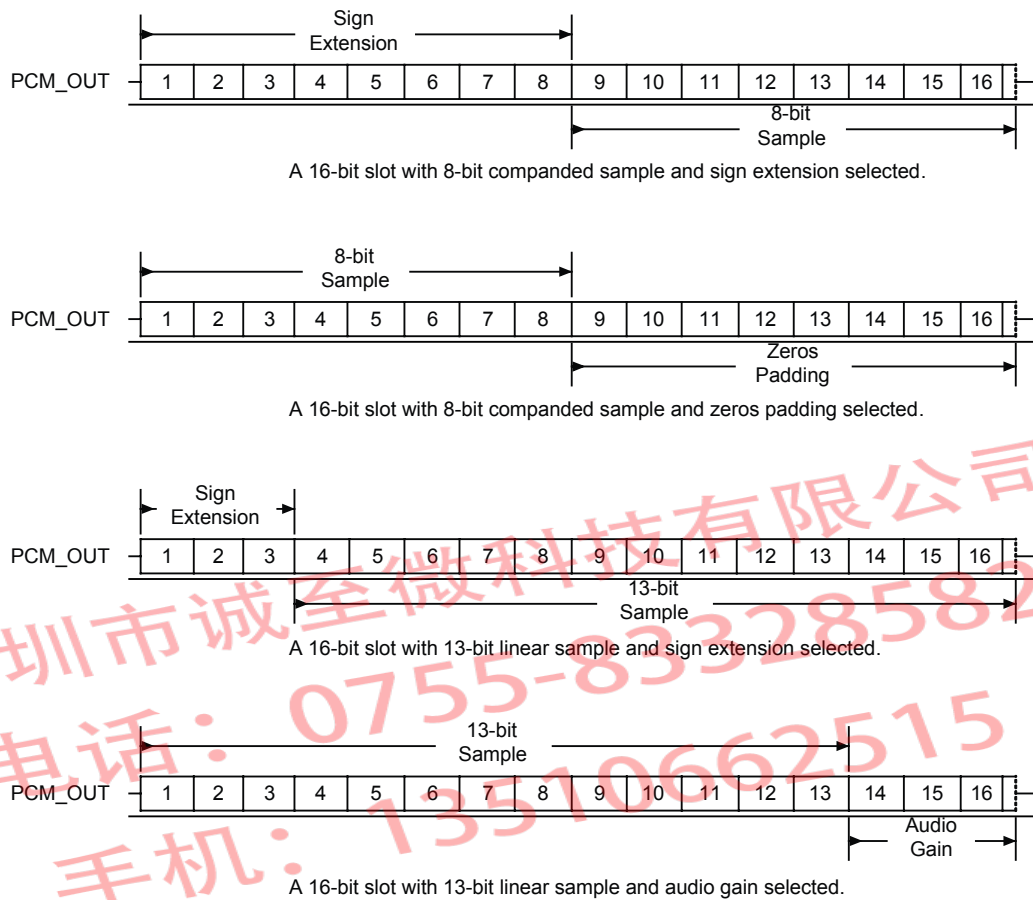 Sign
Extension
PCM_OUT 1 2 3 4 5 6 7 8 9 10 11 12 13 14 15 16
8-bit
Sample
A 16-bit slot with 8-bit companded sample and sign extension selected.
8-bit
Sample
PCM_OUT 1 2 3 4 5 6 7 8 9 10 11 12 13 14 15 16
Zeros
Padding
A 16-bit slot with 8-bit companded sample and zeros padding selected.
Sign
Extension
PCM_OUT 1 2 3 4 5 6 7 8 9 10 11 12 13 14 15 16
13-bit
Sample
A 16-bit slot with 13-bit linear sample and sign extension selected.
13-bit
Sample
PCM_OUT 1 2 3 4 5 6 7 8 9 10 11 12 13 14 15 16
Audio
Gain
A 16-bit slot with 13-bit linear sample and audio gain selected.
圳市诚至微科技有限公司
电话：0755-83328582
手机：13510662515